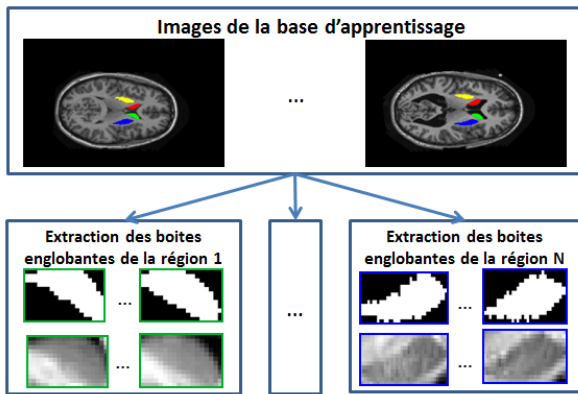 Images de la base d'apprentissage
...
Extraction des boites
englobantes de la région 1
...
...
...
Extraction des boites
englobantes de la région N
...
...